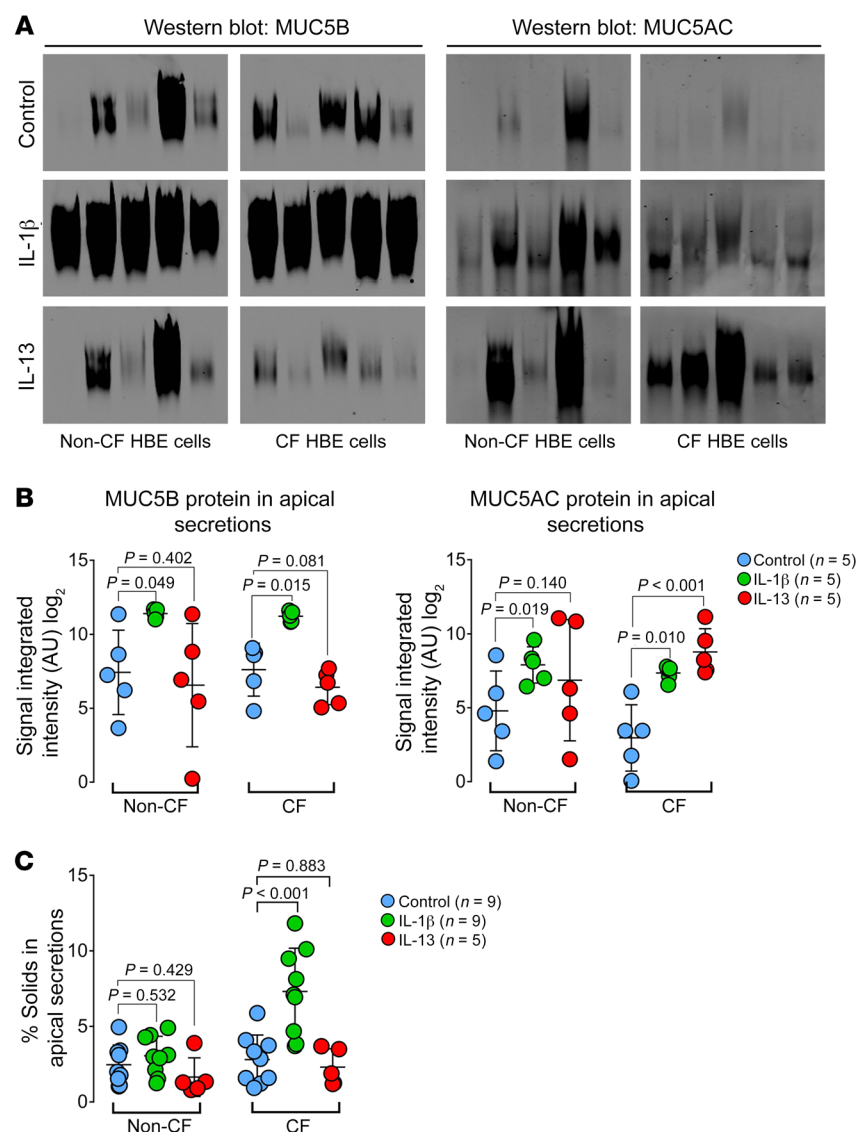 A
Western blot: MUC5B
Western blot: MUC5AC
Control
IL-1β
IL-13
Non-CF HBE cells
CF HBE cells
Non-CF HBE cells
CF HBE cells
B
MUC5B protein in apical
secretions
Signal integrated
intensity (AU) log2
15
10
5
0
P = 0.402
P = 0.049
P = 0.081
P = 0.015
Non-CF
CF
MUC5AC protein in apical
secretions
Signal integrated
intensity (AU) log2
15
10
5
0
P = 0.140
P = 0.019
P < 0.001
P = 0.010
Non-CF
CF
Control (n = 5)
IL-1β (n = 5)
IL-13 (n = 5)
C
% Solids in
apical secretions
15
10
5
0
P = 0.429
P = 0.532
P = 0.883
P < 0.001
Non-CF
CF
Control (n = 9)
IL-1β (n = 9)
IL-13 (n = 5)